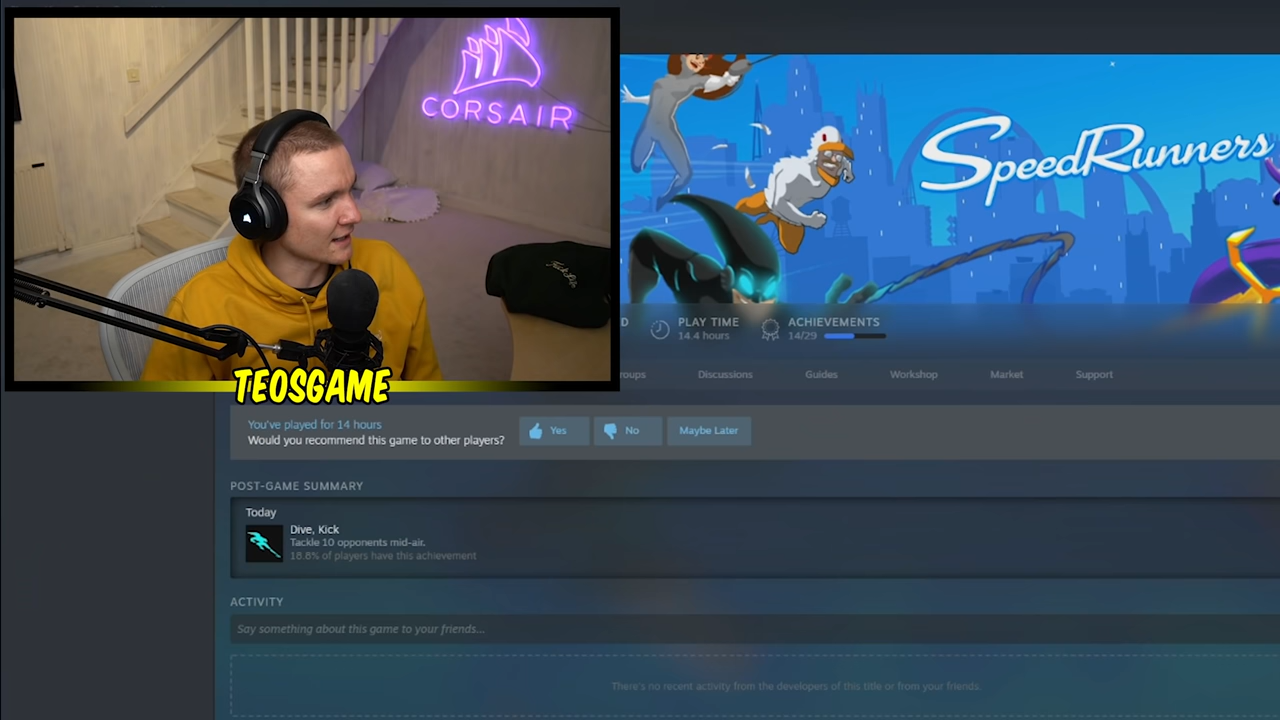 CORSAIR
SpeedRunners
TEOSGAME
D
PLAY TIME
14.4 hours
ACHIEVEMENTS
14/29
roups
Discussions
Guides
Workshop
Market
Support
You've played for 14 hours
Would you recommend this game to other players?
Yes
No
Maybe Later
POST-GAME SUMMARY
Today
Dive, Kick
Tackle 10 opponents mid-air.
18.8% of players have this achievement
ACTIVITY
Say something about this game to your friends...
There's no recent activity from the developers of this title or from your friends.